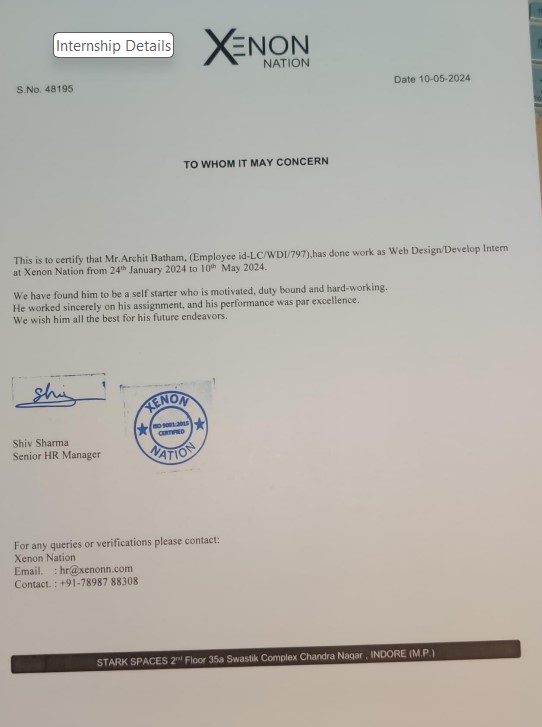 Internship Details
XENON
NATION
S.No. 48195
Date 10-05-2024
TO WHOM IT MAY CONCERN
This is to certify that Mr.Archit Batham, (Employee id-LC/WDI/797),has done work as Web Design/Develop Intern
at Xenon Nation from 24th January 2024 to 10th May 2024.
We have found him to be a self starter who is motivated, duty bound and hard-working.
He worked sincerely on his assignment, and his performance was par excellence.
We wish him all the best for his future endeavors.
Shiv
XENON
ISO 9001:2015
CERTIFIED
NATION
Shiv Sharma
Senior HR Manager
For any queries or verifications please contact:
Xenon Nation
Email. : hr@xenonn.com
Contact. : +91-78987 88308
STARK SPACES 2nd Floor 35a Swastik Complex Chandra Nagar , INDORE (M.P.)